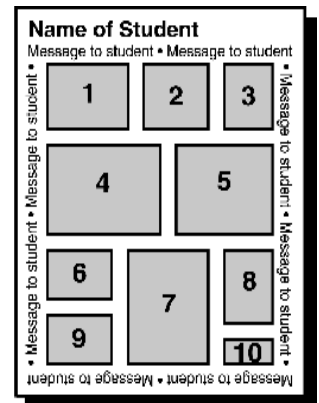 Name of Student
Message to student • Message to student
• Message to student • Message to student •
Message to student • Message to student •
1 2 3
4 5
6 7 8
9 10
Message to student • Message to student